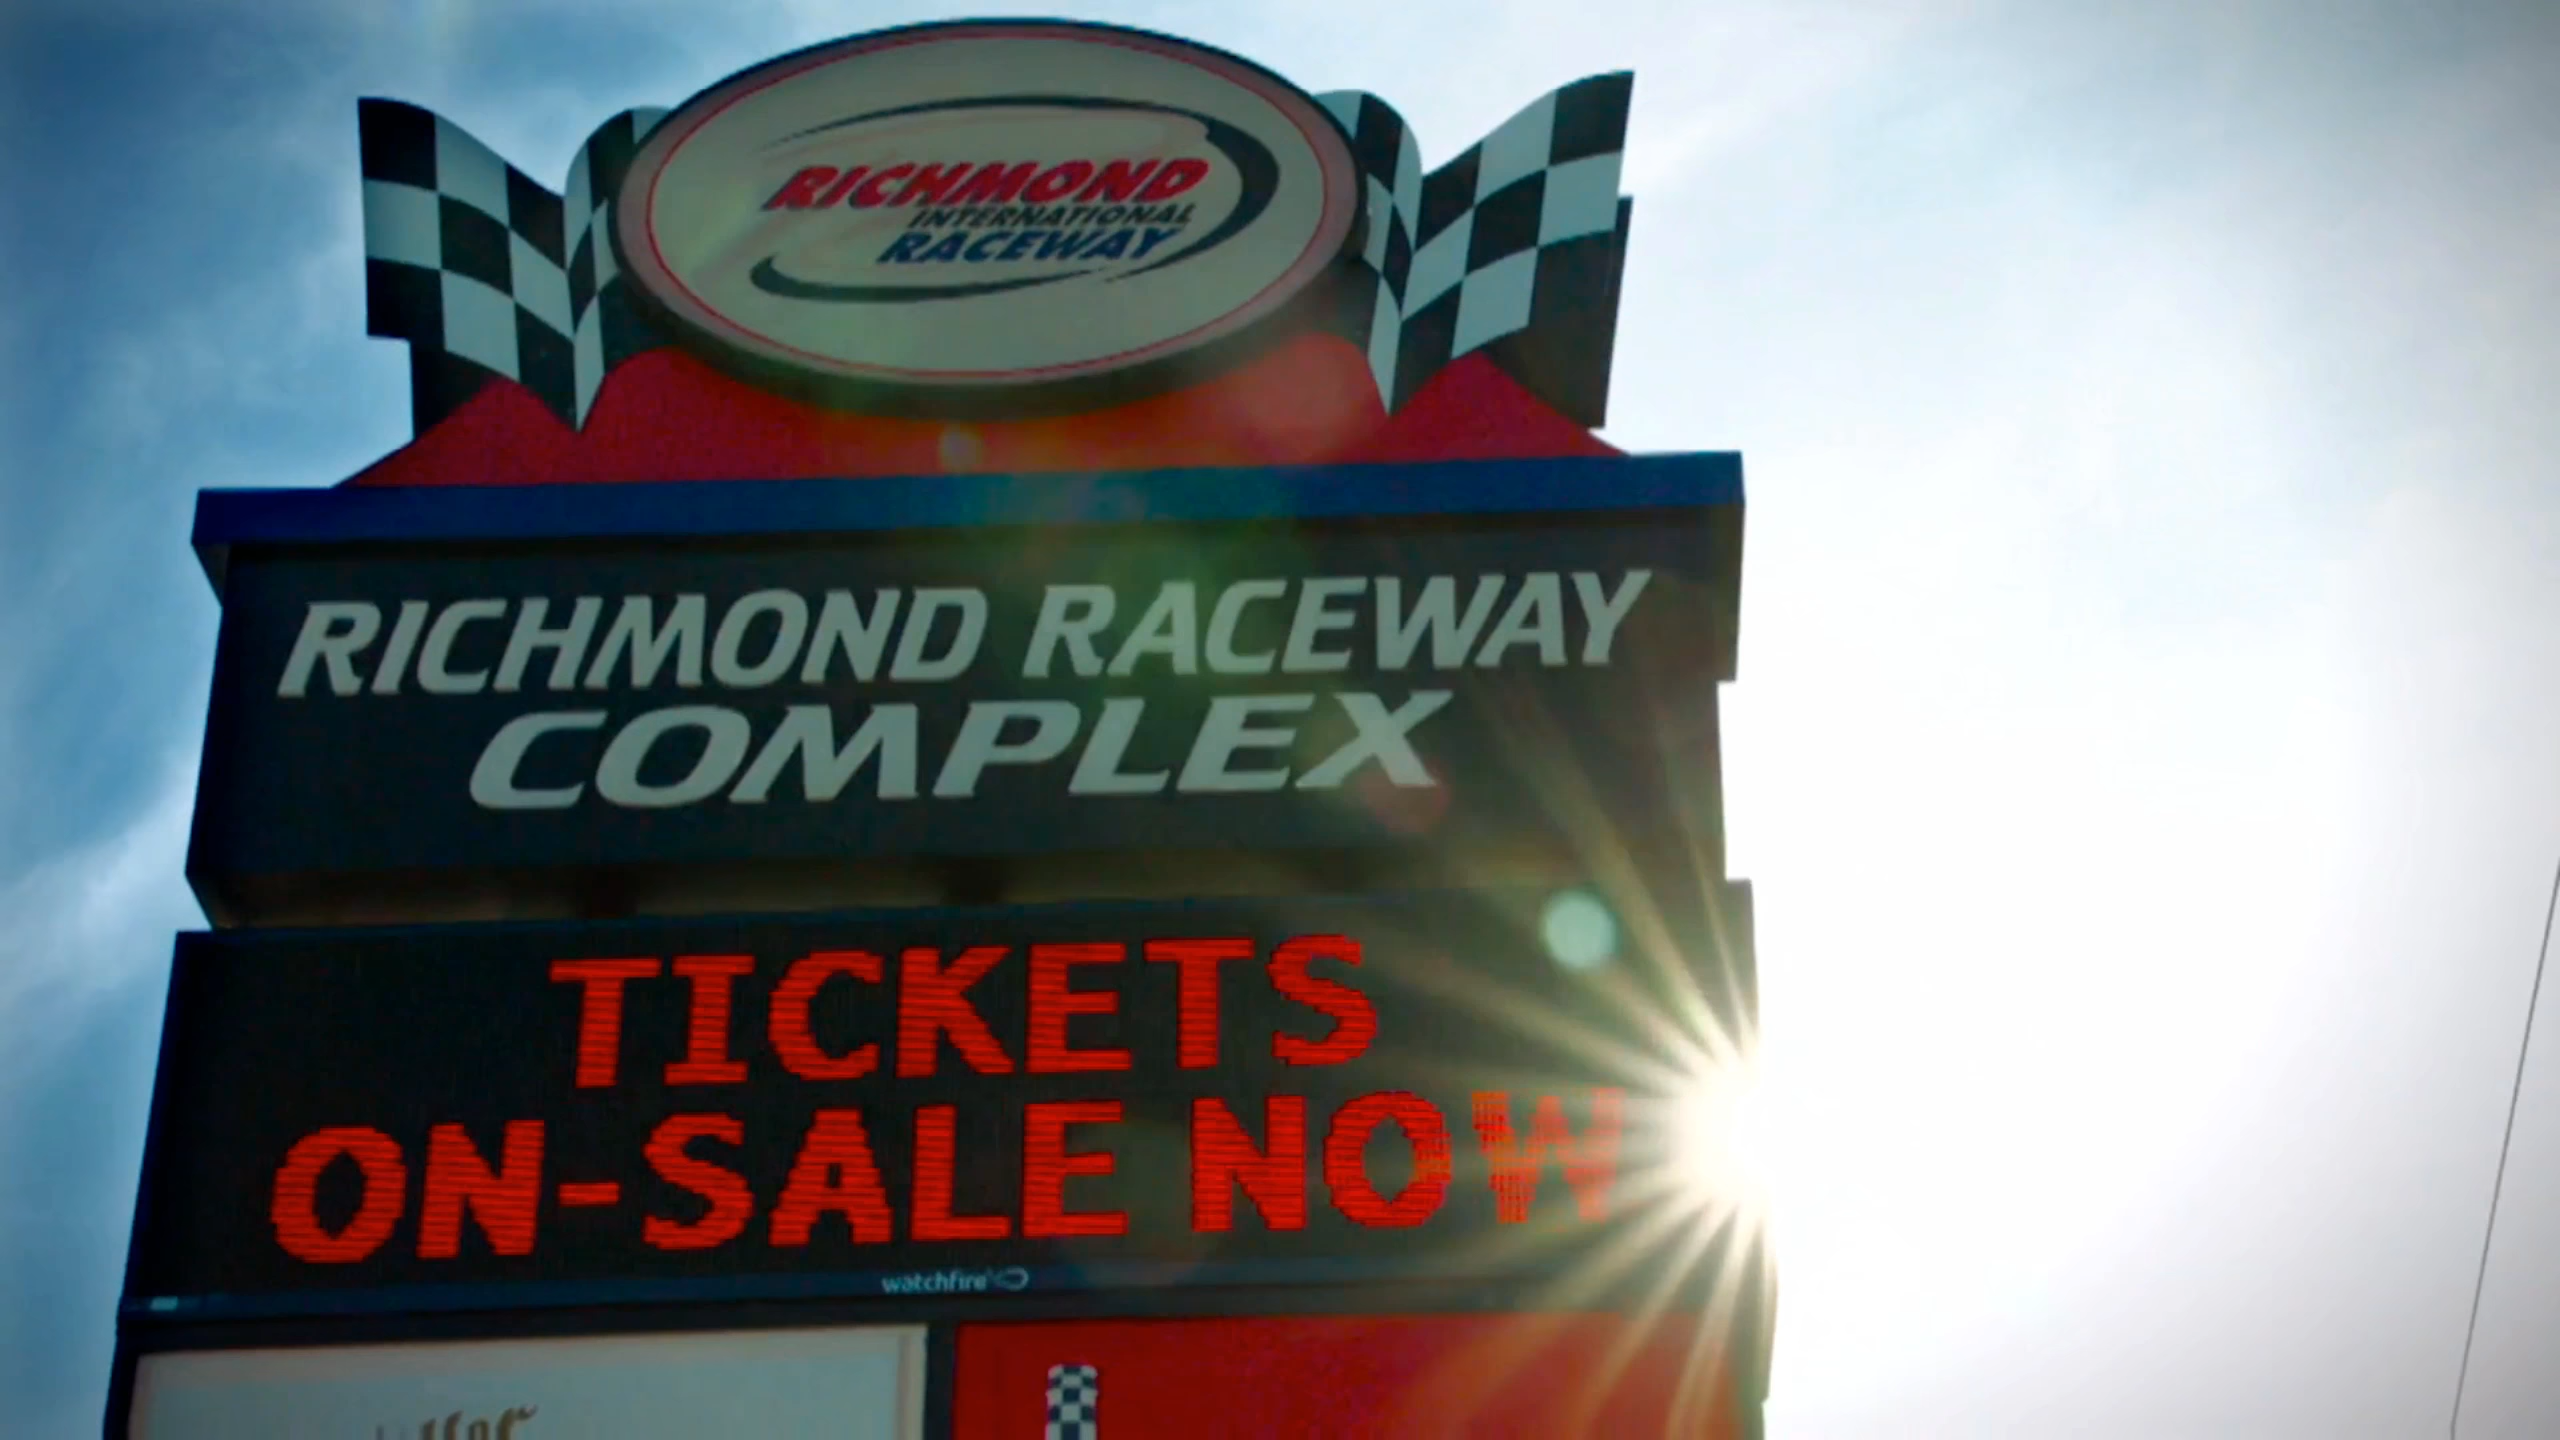 RICHMOND
INTERNATIONAL
RACEWAY
RICHMOND RACEWAY
COMPLEX
TICKETS
ON-SALE NOW
watchfire